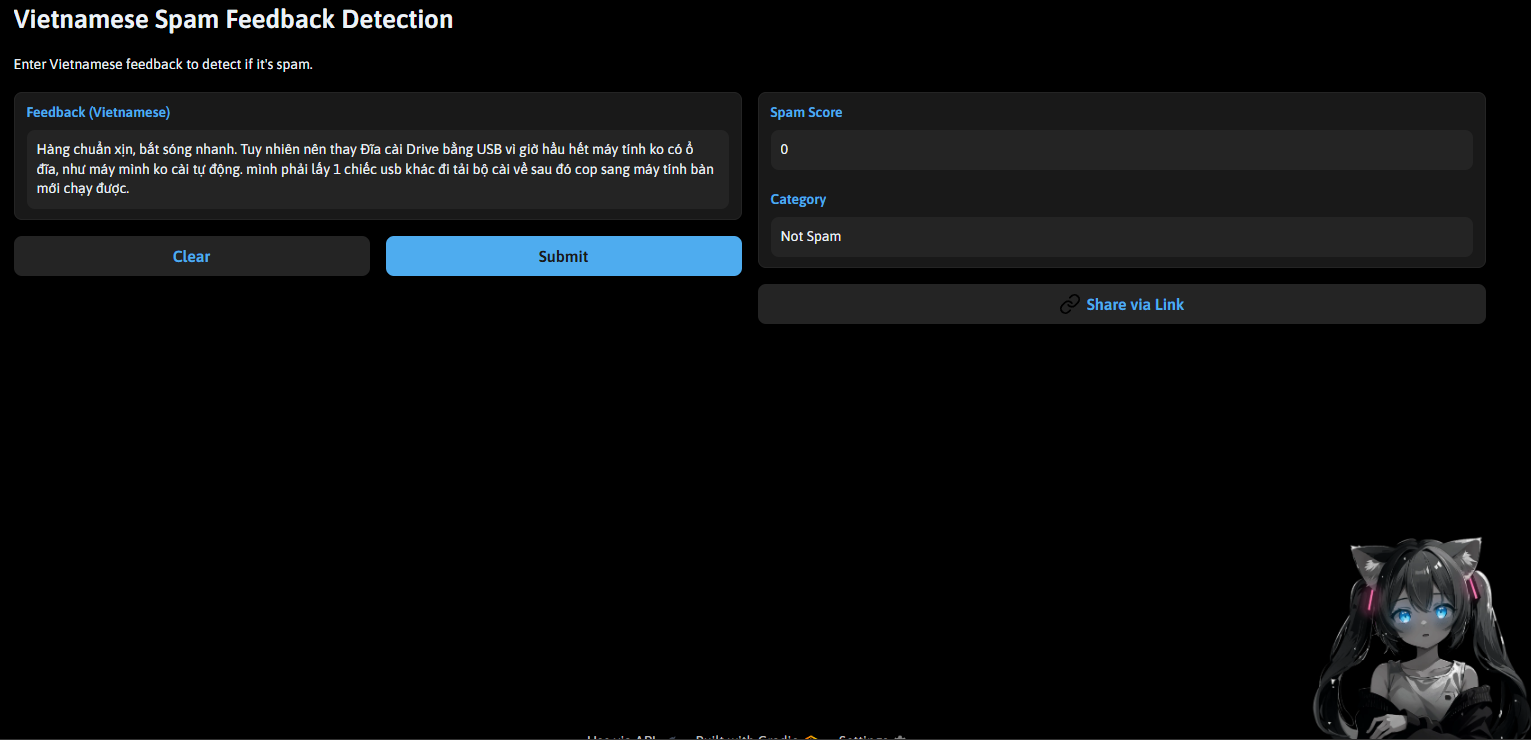 Vietnamese Spam Feedback Detection
Enter Vietnamese feedback to detect if it's spam.
Feedback (Vietnamese)
Hàng chuẩn xịn, bắt sóng nhanh. Tuy nhiên nên thay Đĩa cài Drive bằng USB vì giờ hầu hết máy tính ko có ổ
đĩa, như máy mình ko cài tự động. mình phải lấy 1 chiếc usb khác đi tải bộ cài về sau đó cop sang máy tính bàn
mới chạy được.
Clear
Submit
Spam Score
0
Category
Not Spam
Share via Link
Use via API
Built with Gradio
Settings